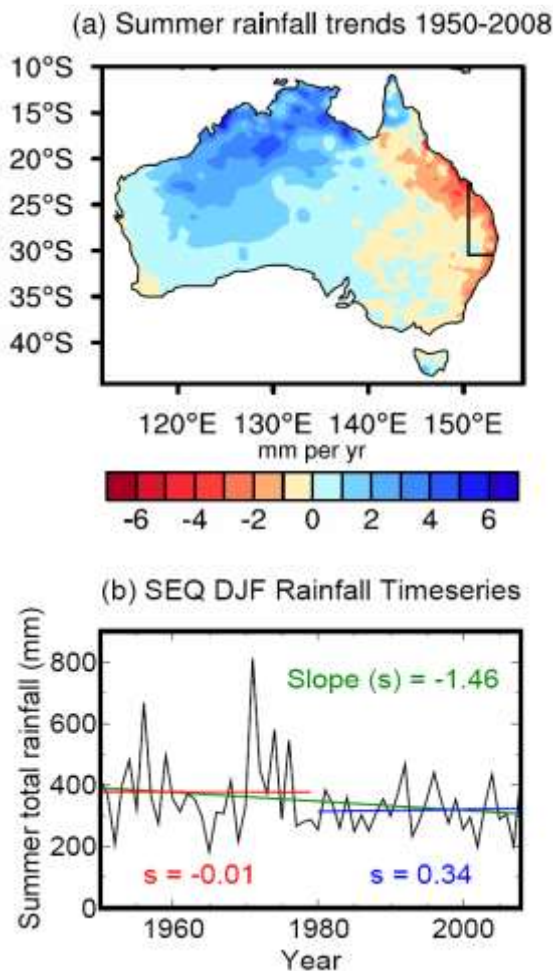 (a) Summer rainfall trends 1950-2008
10°S
15°S
20°S
25°S
30°S
35°S
40°S
120°E 130°E 140°E 150°E
mm per yr
-6 -4 -2 0 2 4 6
(b) SEQ DJF Rainfall Timeseries
Summer total rainfall (mm)
800
600
400
200
0
Slope (s) = -1.46
s = -0.01
s = 0.34
1960 1980 2000
Year